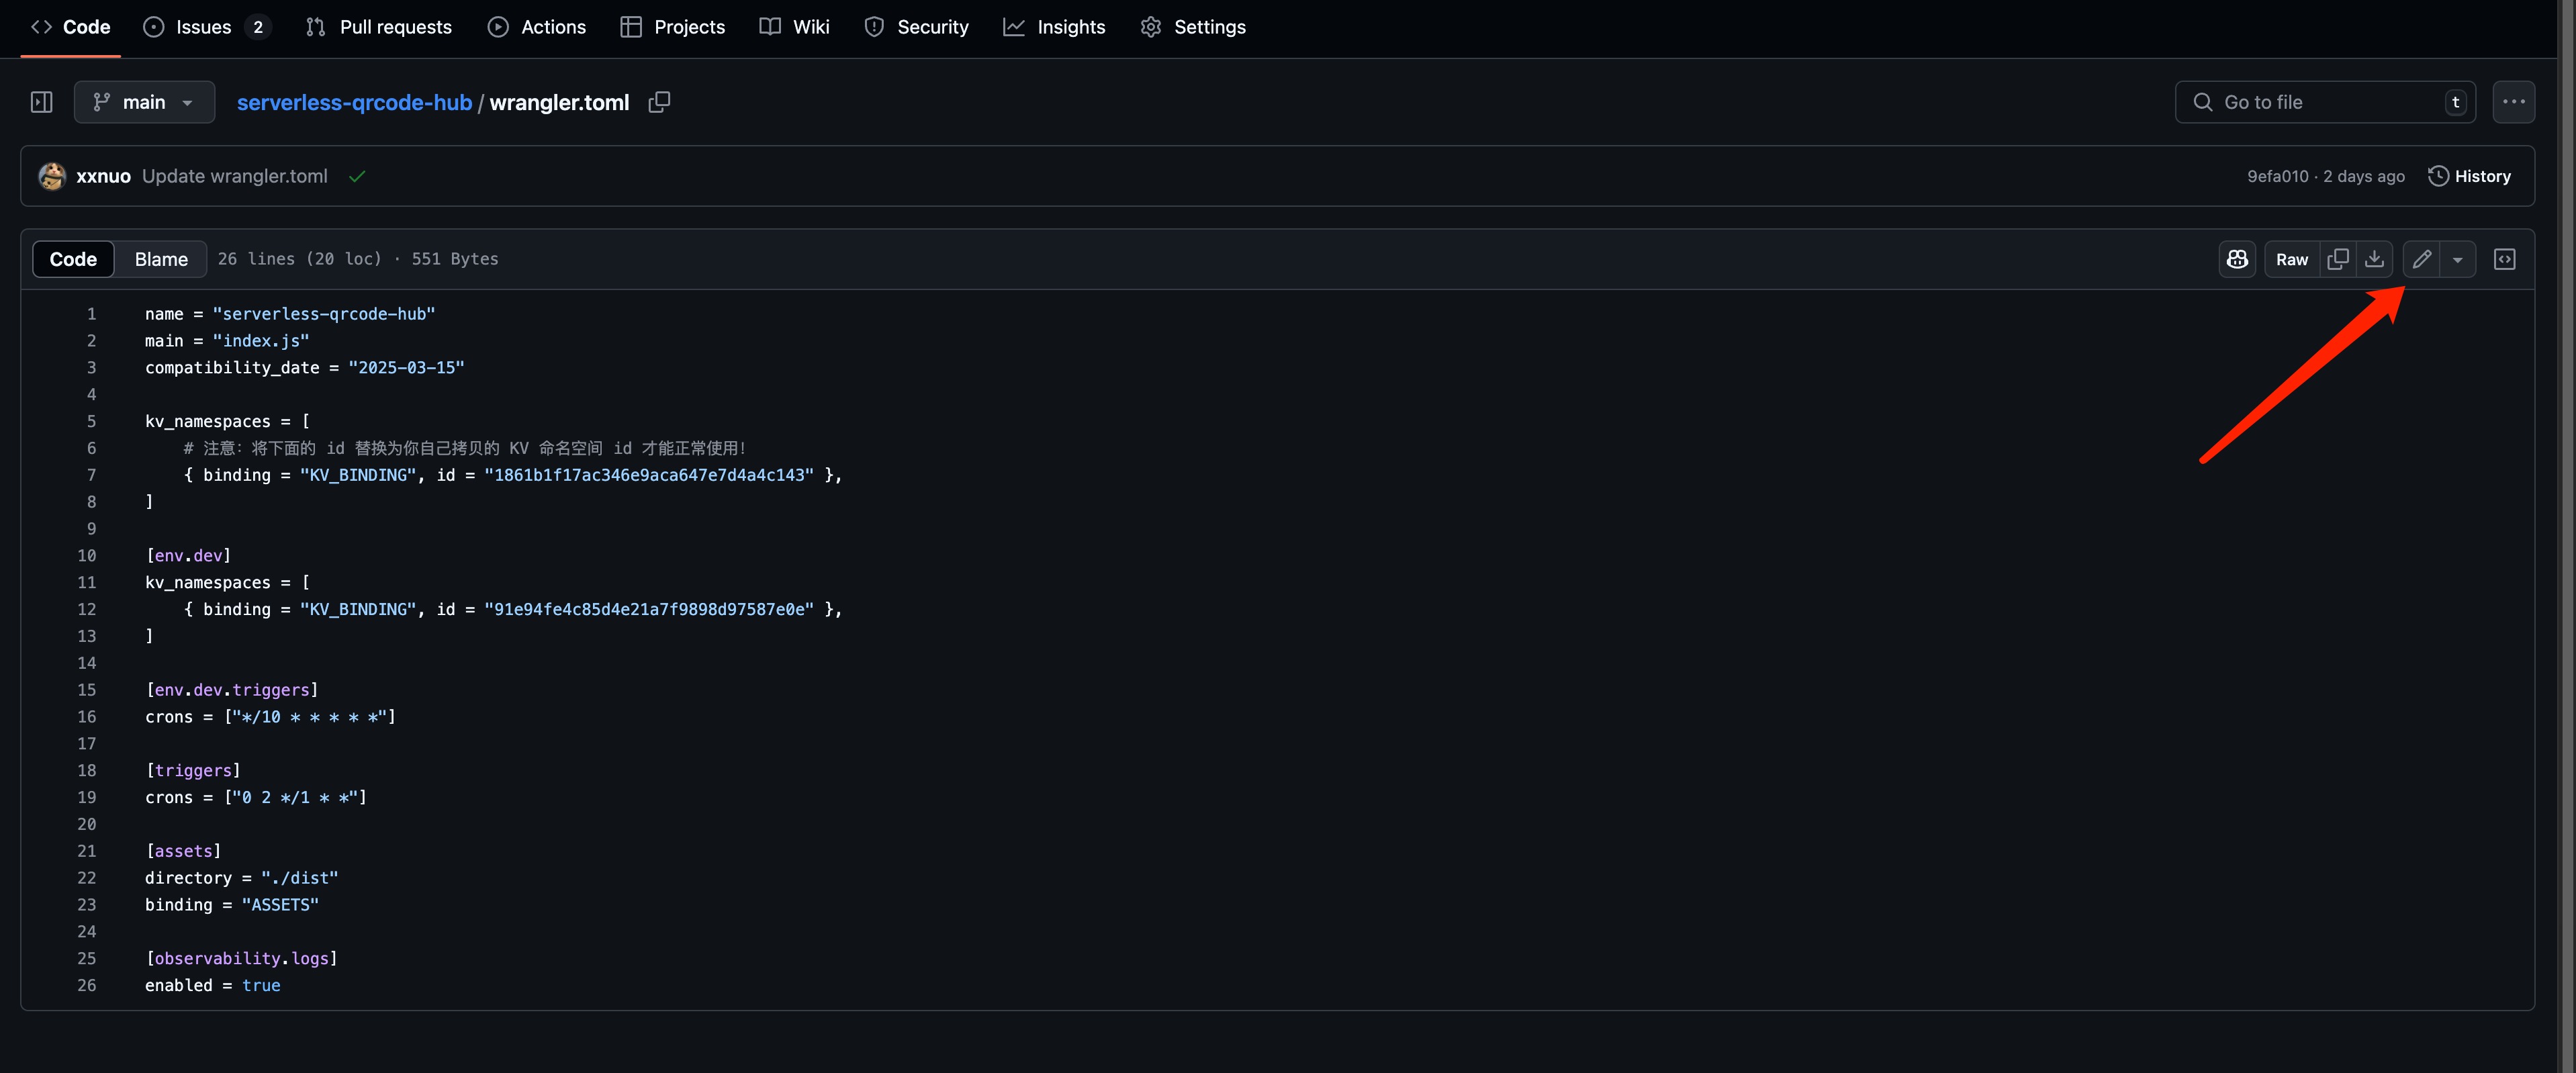 Code Issues 2 Pull requests Actions Projects Wiki Security Insights Settings
main serverless-qrcode-hub / wrangler.toml Go to file t
xxnuo Update wrangler.toml 9efa010 · 2 days ago History
Code Blame 26 lines (20 loc) · 551 Bytes Raw
1 name = "serverless-qrcode-hub"
2 main = "index.js"
3 compatibility_date = "2025-03-15"
4
5 kv_namespaces = [
6 # 注意：将下面的 id 替换为你自己拷贝的 KV 命名空间 id 才能正常使用！
7 { binding = "KV_BINDING", id = "1861b1f17ac346e9aca647e7d4a4c143" },
8 ]
9
10 [env.dev]
11 kv_namespaces = [
12 { binding = "KV_BINDING", id = "91e94fe4c85d4e21a7f9898d97587e0e" },
13 ]
14
15 [env.dev.triggers]
16 crons = ["*/10 * * * * *"]
17
18 [triggers]
19 crons = ["0 2 */1 * *"]
20
21 [assets]
22 directory = "./dist"
23 binding = "ASSETS"
24
25 [observability.logs]
26 enabled = true